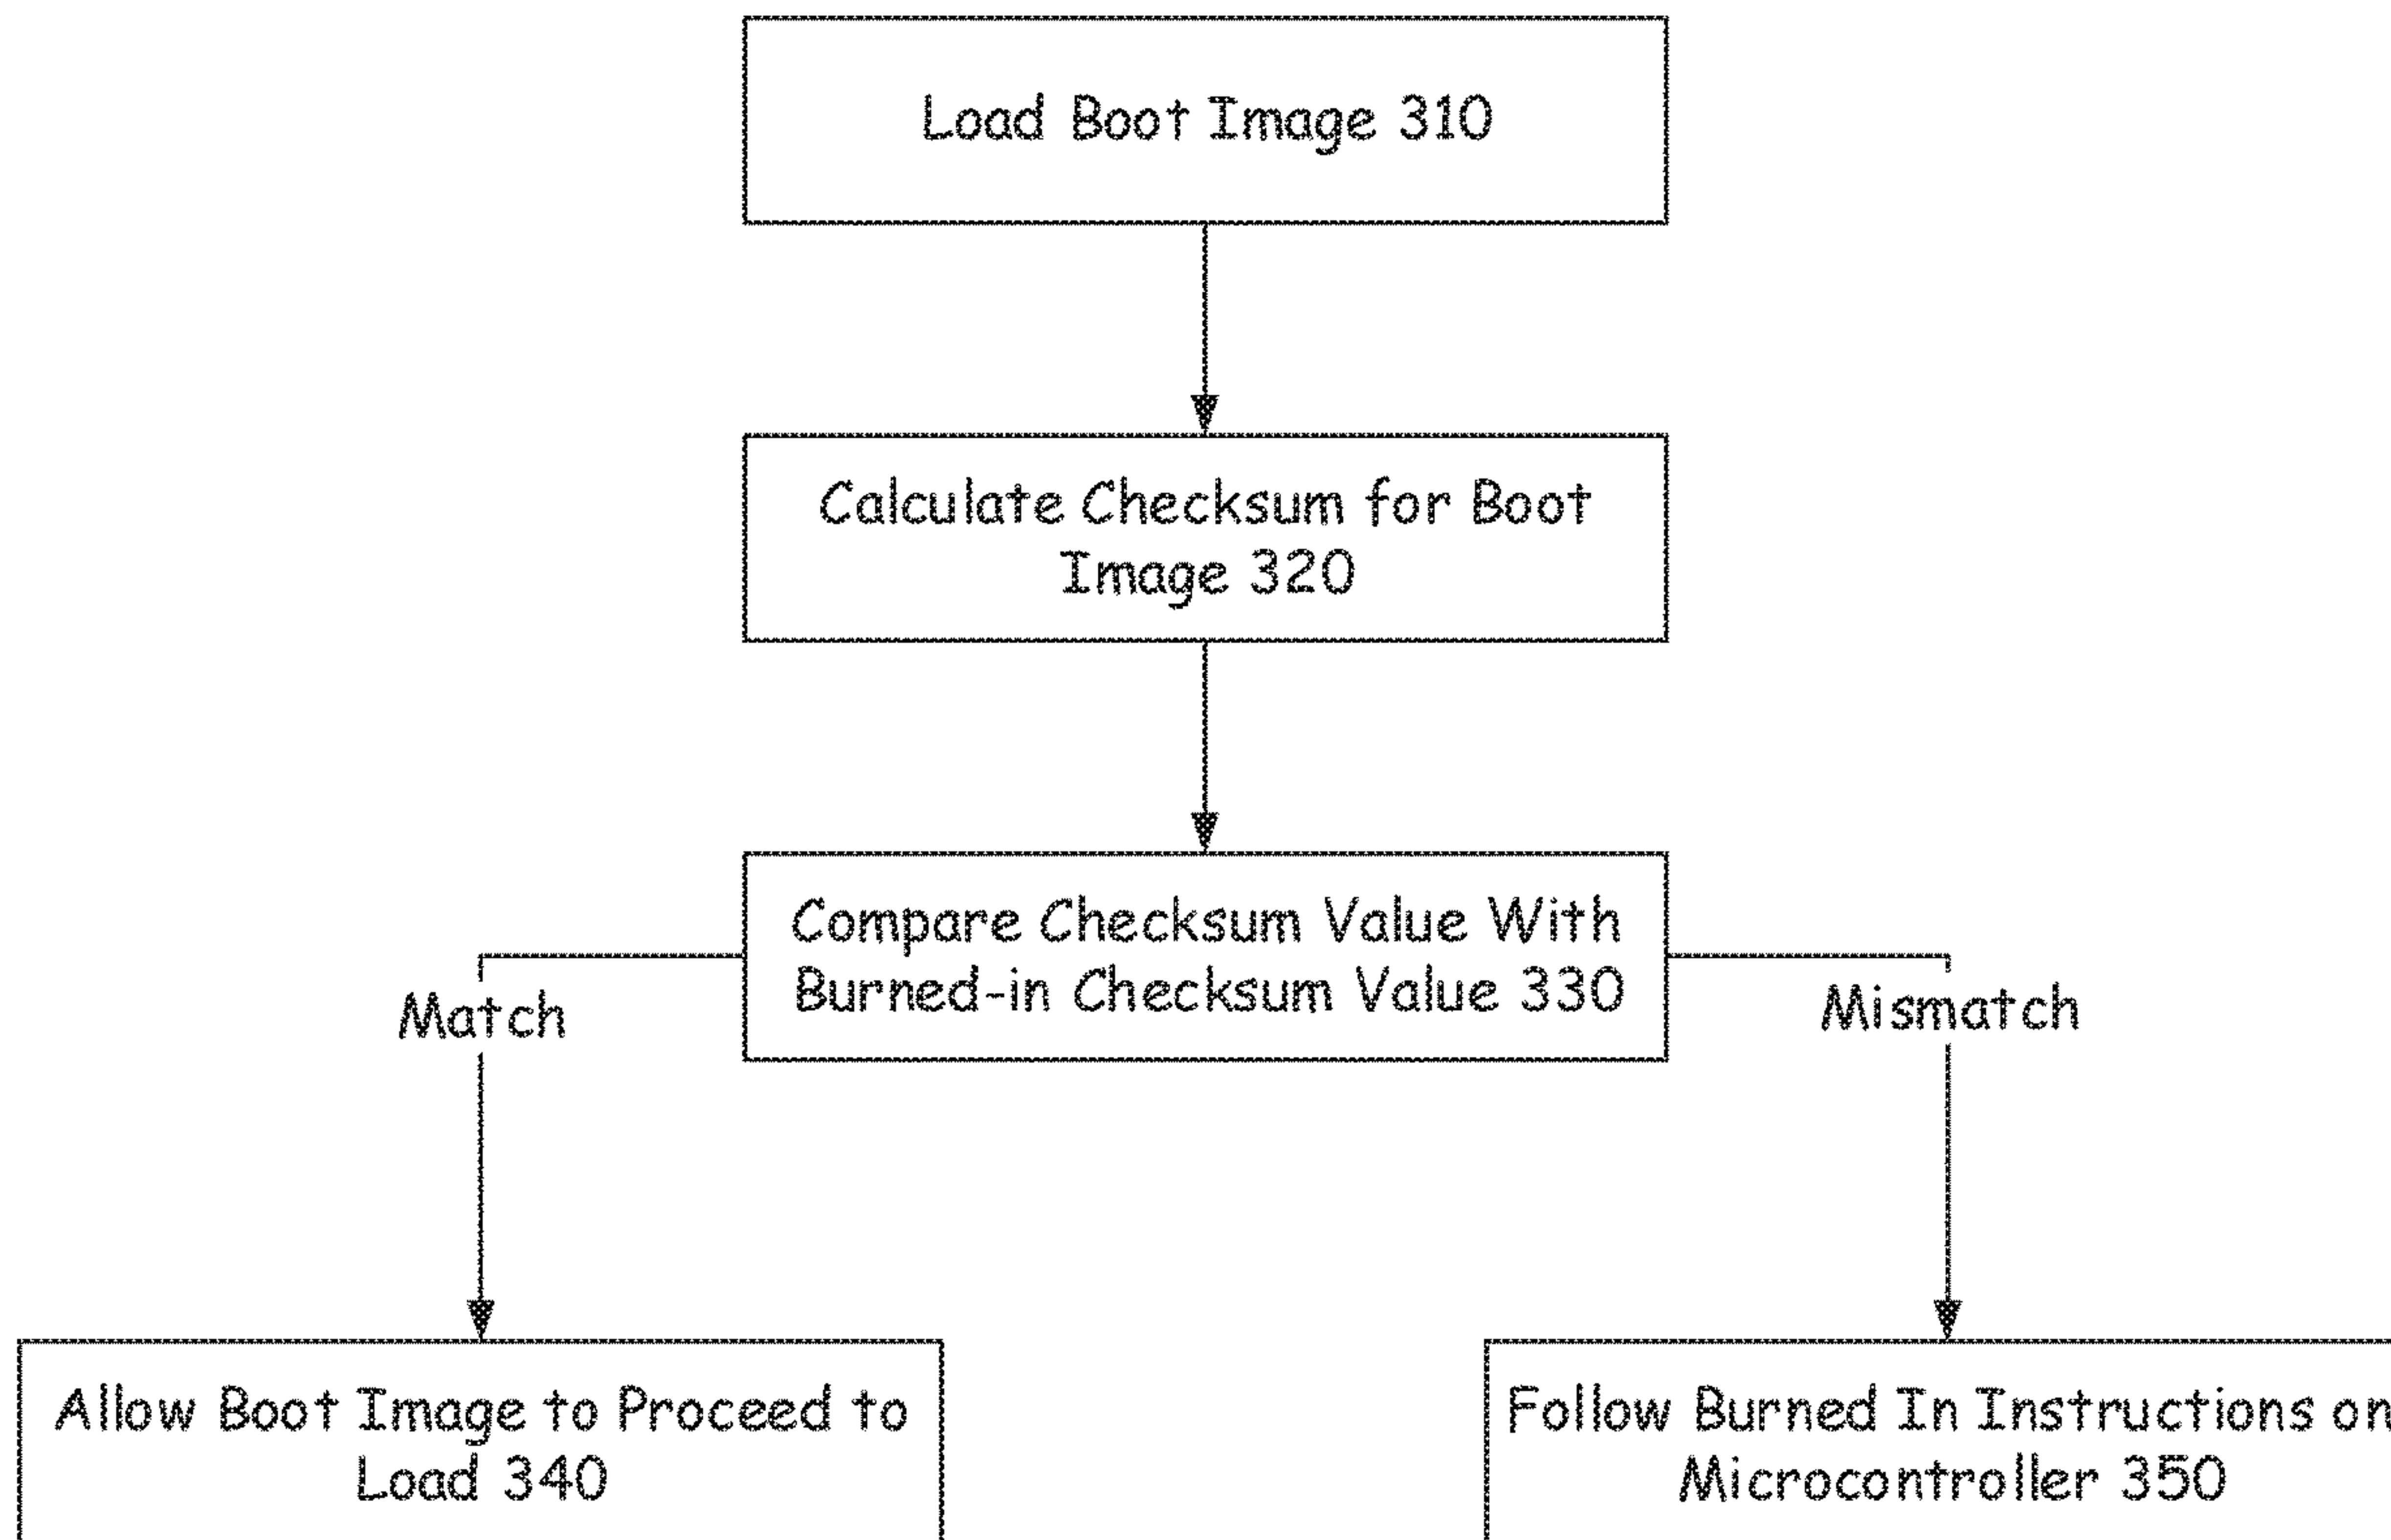 Load Boot Image 310
Calculate Checksum for Boot
Image 320
Compare Checksum Value With
Burned-in Checksum Value 330
Match
Mismatch
Allow Boot Image to Proceed to
Load 340
Follow Burned In Instructions on
Microcontroller 350